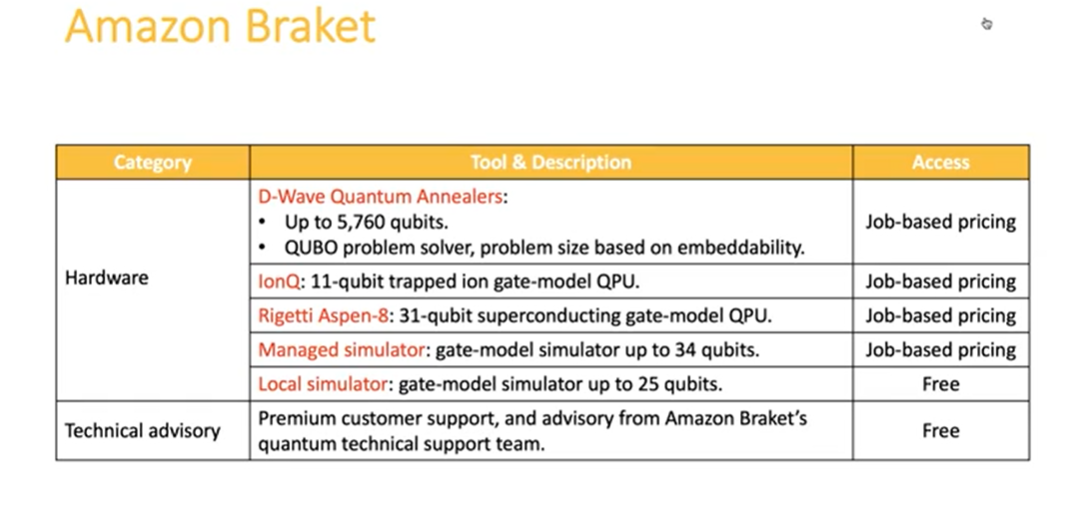 Amazon Braket
Category
Tool & Description
Access
Hardware
D-Wave Quantum Annealers:
• Up to 5,760 qubits.
• QUBO problem solver, problem size based on embeddability.
Job-based pricing
IonQ: 11-qubit trapped ion gate-model QPU.
Job-based pricing
Rigetti Aspen-8: 31-qubit superconducting gate-model QPU.
Job-based pricing
Managed simulator: gate-model simulator up to 34 qubits.
Job-based pricing
Local simulator: gate-model simulator up to 25 qubits.
Free
Technical advisory
Premium customer support, and advisory from Amazon Braket's
quantum technical support team.
Free